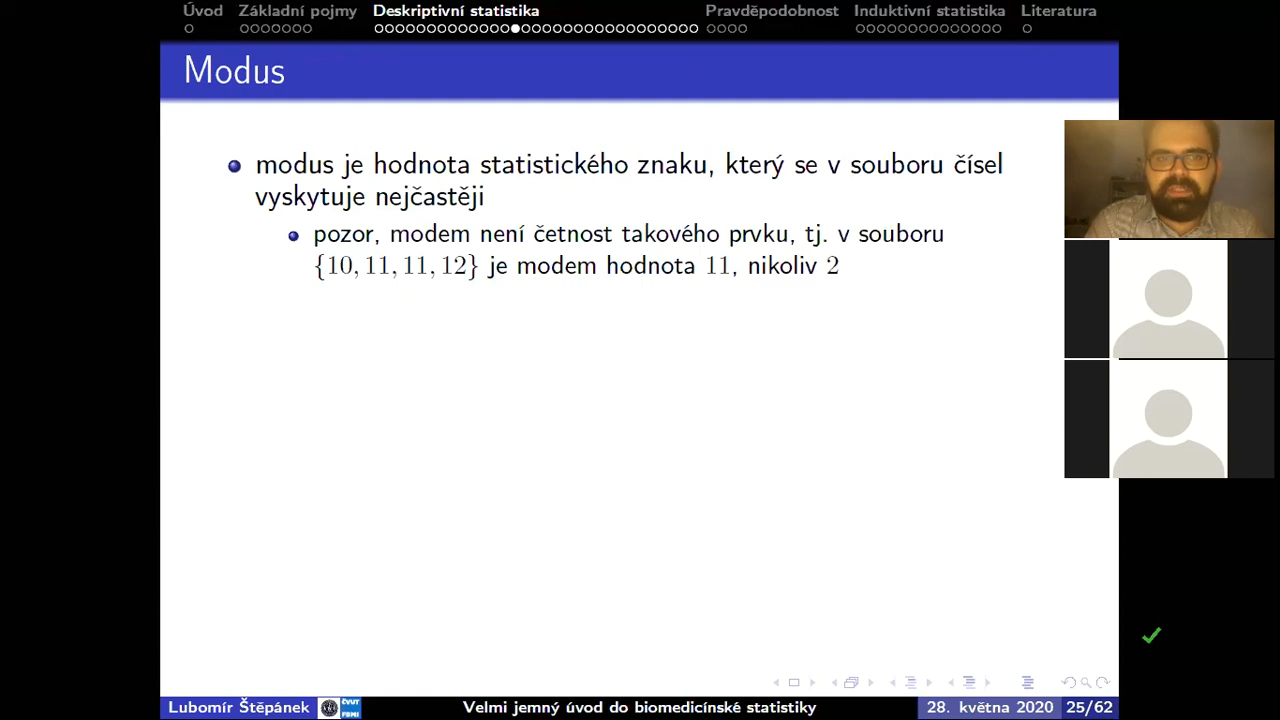 Úvod Základní pojmy Deskriptivní statistika Pravděpodobnost Induktivní statistika Literatura
Modus
modus je hodnota statistického znaku, který se v souboru čísel
vyskytuje nejčastěji
pozor, modem není četnost takového prvku, tj. v souboru
{10, 11, 11, 12} je modem hodnota 11, nikoliv 2
Lubomír Štěpánek ČVUT FBMI Velmi jemný úvod do biomedicínské statistiky 28. května 2020 25/62